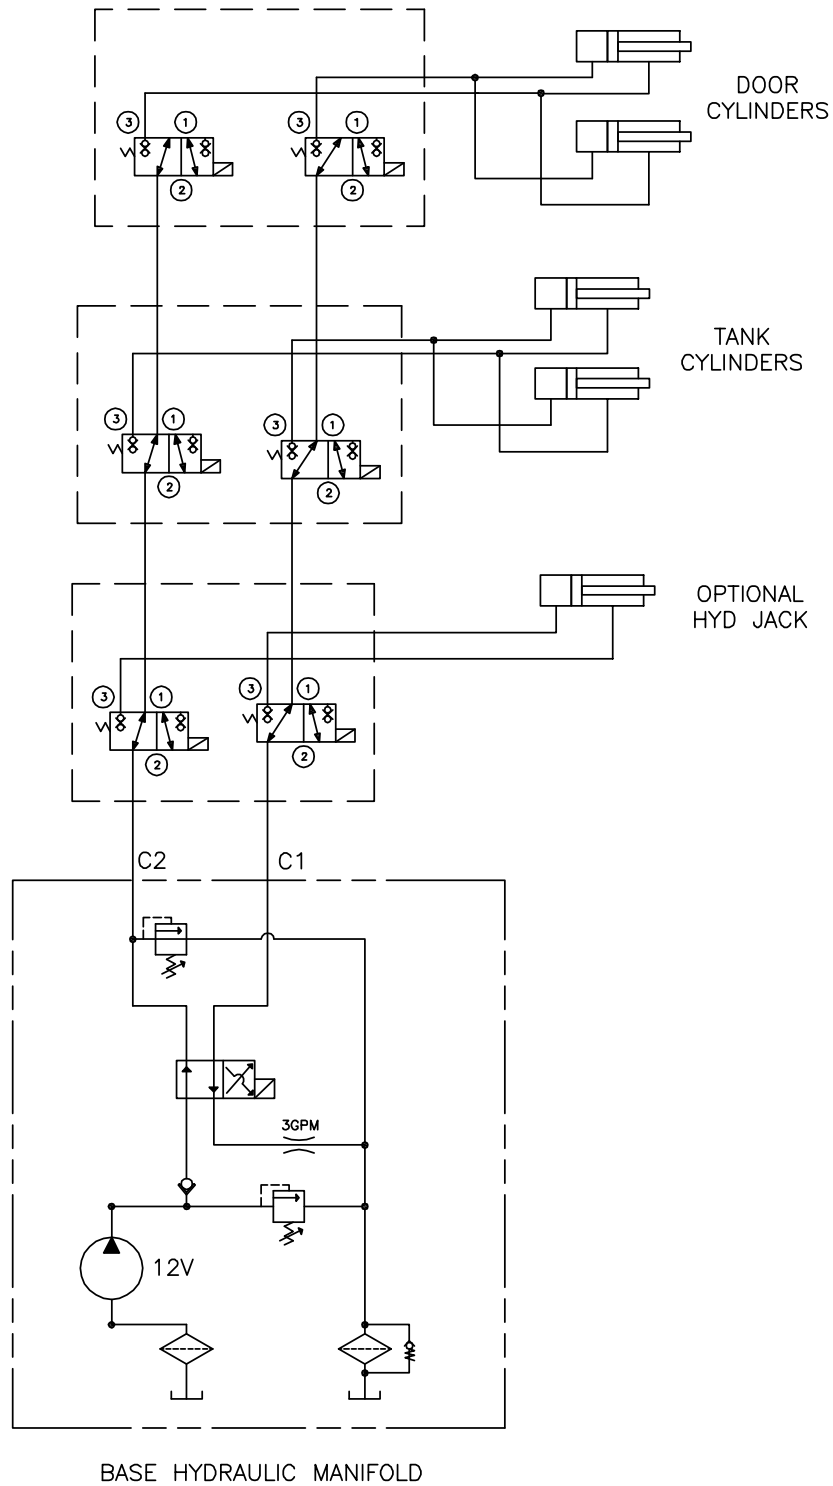 DOOR
CYLINDERS
3
1
3
1
2
2
TANK
CYLINDERS
3
1
3
1
2
2
OPTIONAL
HYD JACK
3
1
3
1
2
2
C2
C1
3GPM
12V
BASE HYDRAULIC MANIFOLD